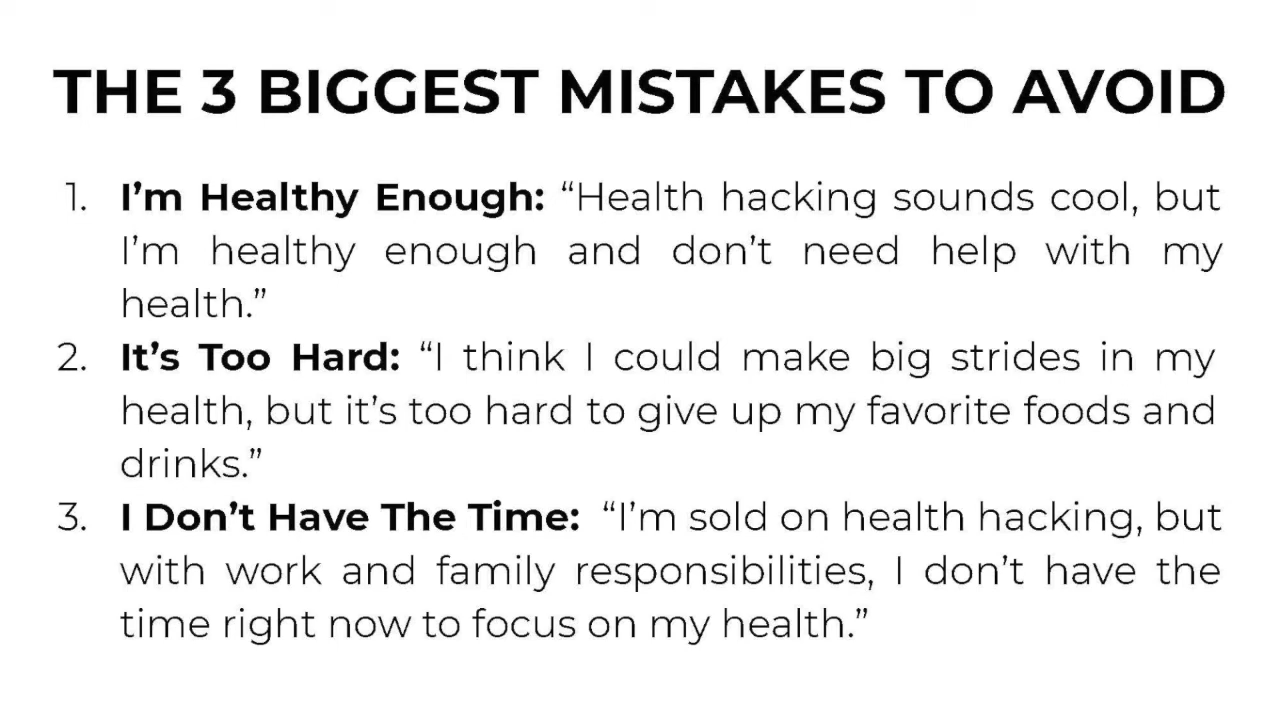 THE 3 BIGGEST MISTAKES TO AVOID
1. I’m Healthy Enough: “Health hacking sounds cool, but
I’m healthy enough and don’t need help with my
health.”
2. It’s Too Hard: “I think I could make big strides in my
health, but it’s too hard to give up my favorite foods and
drinks.”
3. I Don’t Have The Time: “I’m sold on health hacking, but
with work and family responsibilities, I don’t have the
time right now to focus on my health.”